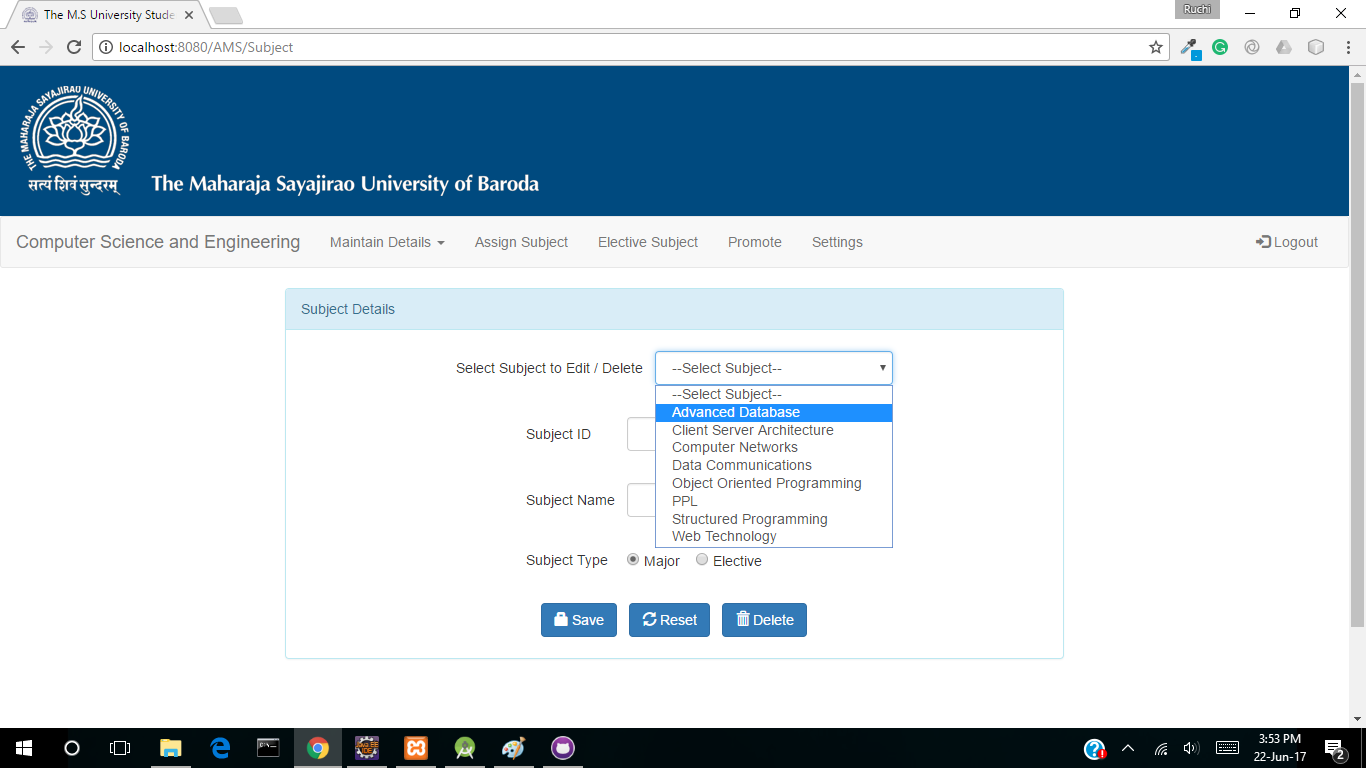 The M.S University Stude
Ruchi
localhost:8080/AMS/Subject
THE MAHARAJA SAYAJIRAO UNIVERSITY OF BARODA
सत्यं शिवं सुन्दरम्
The Maharaja Sayajirao University of Baroda
Computer Science and Engineering Maintain Details Assign Subject Elective Subject Promote Settings Logout
Subject Details
Select Subject to Edit / Delete --Select Subject--
--Select Subject--
Advanced Database
Client Server Architecture
Subject ID
Computer Networks
Data Communications
Object Oriented Programming
Subject Name
PPL
Structured Programming
Web Technology
Subject Type Major Elective
Save Reset Delete
3:53 PM
22-Jun-17
2